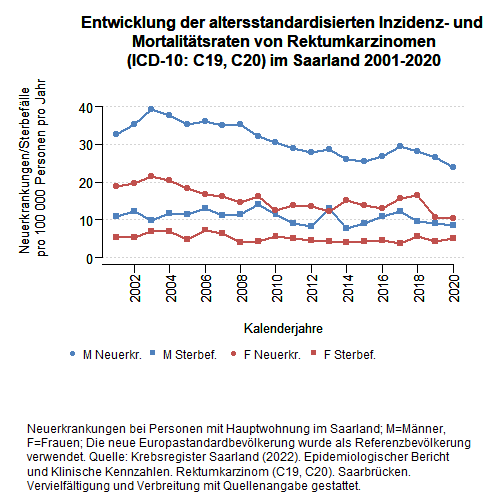 Entwicklung der altersstandardisierten Inzidenz- und
Mortalitätsraten von Rektumkarzinomen
(ICD-10: C19, C20) im Saarland 2001-2020
Neuerkrankungen/Sterbefälle
pro 100 000 Personen pro Jahr
40
30
20
10
0
2002
2004
2006
2008
2010
2012
2014
2016
2018
2020
Kalenderjahre
M Neuerkr.
M Sterbef.
F Neuerkr.
F Sterbef.
Neuerkrankungen bei Personen mit Hauptwohnung im Saarland; M=Männer,
F=Frauen; Die neue Europastandardbevölkerung wurde als Referenzbevölkerung
verwendet. Quelle: Krebsregister Saarland (2022). Epidemiologischer Bericht
und Klinische Kennzahlen. Rektumkarzinom (C19, C20). Saarbrücken.
Vervielfältigung und Verbreitung mit Quellenangabe gestattet.